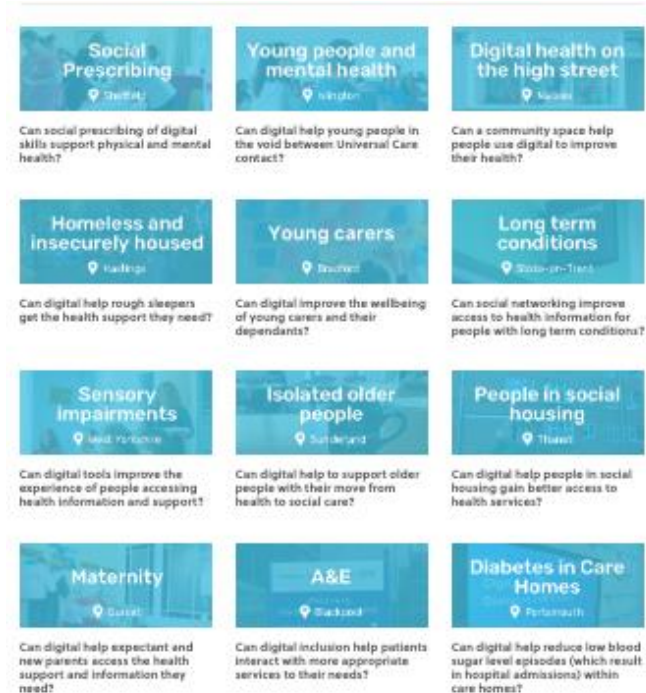 Social
Prescribing
Sheffield
Can social prescribing of digital
skills support physical and mental
health?
Young people and
mental health
Islington
Can digital help young people in
the void between Universal Care
contact?
Digital health on
the high street
Can a community space help
people use digital to improve
their health?
Homeless and
insecurely housed
Hastings
Can digital help rough sleepers
get the health support they need?
Young carers
Bradford
Can digital improve the wellbeing
of young carers and their
dependants?
Long term
conditions
Stoke-on-Trent
Can social networking improve
access to health information for
people with long term conditions?
Sensory
impairments
West Yorkshire
Can digital tools improve the
experience of people accessing
health information and support?
Isolated older
people
Sunderland
Can digital help to support older
people with their move from
health to social care?
People in social
housing
Thanet
Can digital help people in social
housing gain better access to
health services?
Maternity
Can digital help expectant and
new parents access the health
support and information they
need?
A&E
Blackpool
Can digital inclusion help patients
interact with more appropriate
services to their needs?
Diabetes in Care
Homes
Portsmouth
Can digital help reduce low blood
sugar level episodes (which result
in hospital admissions) within
care homes?